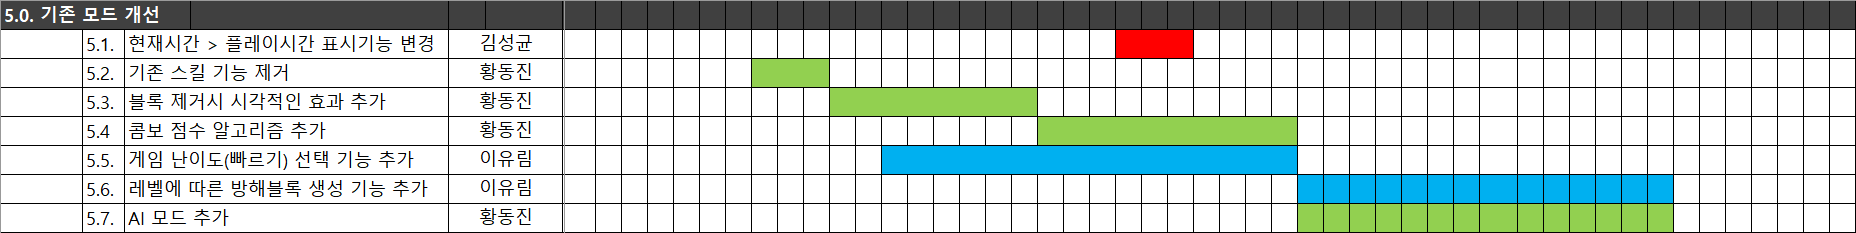 5.0. 기존 모드 개선
5.1. 현재시간 > 플레이시간 표시기능 변경 김성균
5.2. 기존 스킬 기능 제거 황동진
5.3. 블록 제거시 시각적인 효과 추가 황동진
5.4 콤보 점수 알고리즘 추가 황동진
5.5. 게임 난이도(빠르기) 선택 기능 추가 이유림
5.6. 레벨에 따른 방해블록 생성 기능 추가 이유림
5.7. AI 모드 추가 황동진